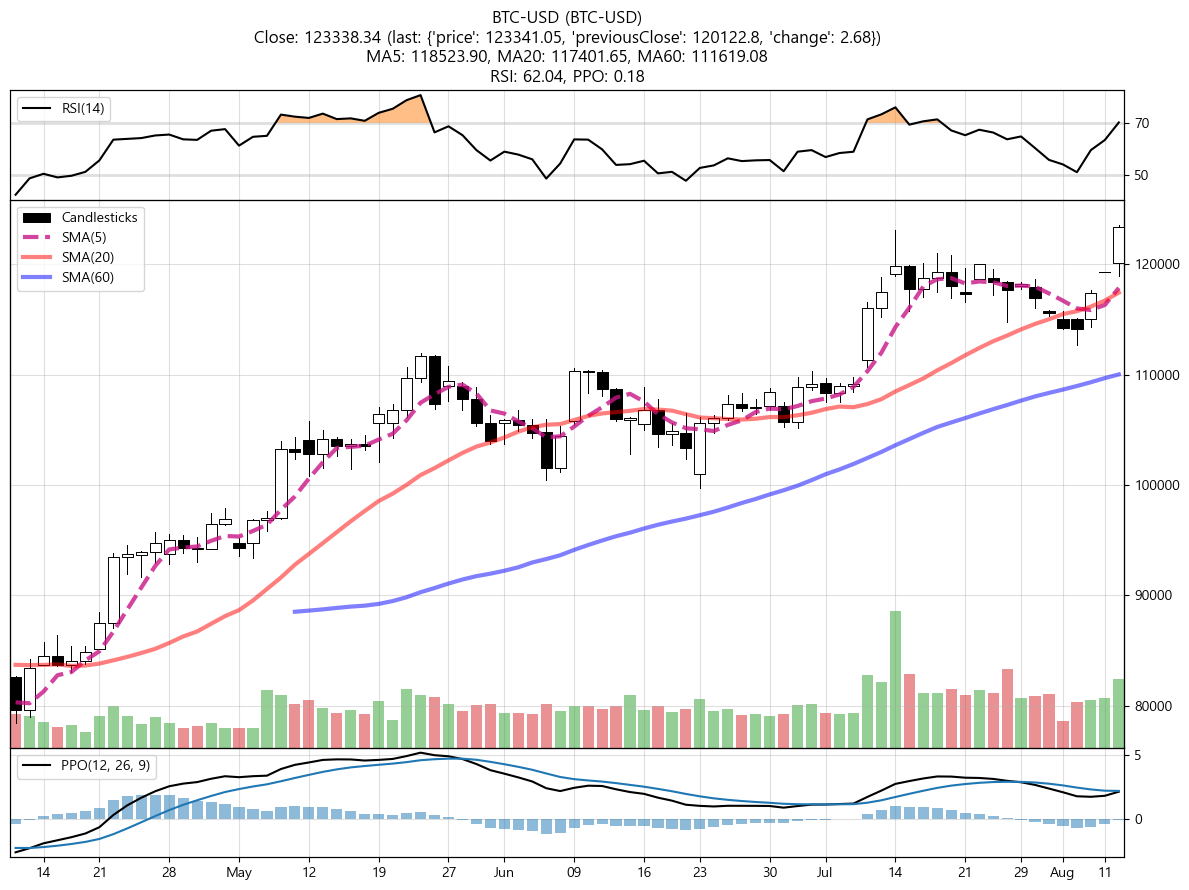 BTC-USD (BTC-USD)
Close: 123338.34 (last: {'price': 123341.05, 'previousClose': 120122.8, 'change': 2.68})
MA5: 118523.90, MA20: 117401.65, MA60: 111619.08
RSI: 62.04, PPO: 0.18
RSI(14)
70
50
Candlesticks
SMA(5)
SMA(20)
SMA(60)
120000
110000
100000
90000
80000
PPO(12, 26, 9)
5
0
14 21 28 May 12 19 27 Jun 09 16 23 30 Jul 14 21 29 Aug 11